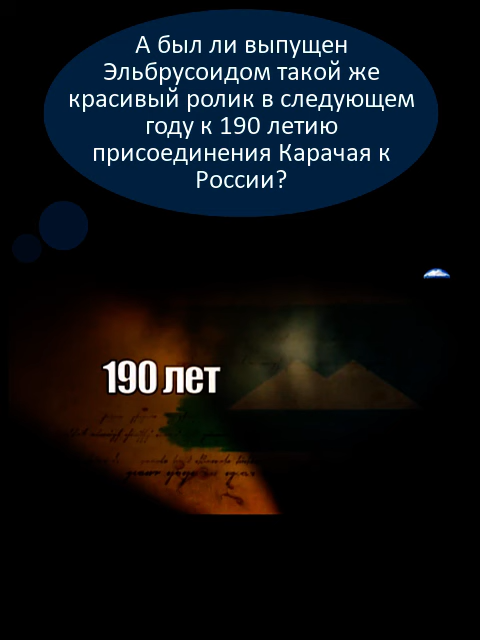 А был ли выпущен
Эльбрусоидом такой же
красивый ролик в следующем
году к 190 летию
присоединения Карачая к
России?
190 лет